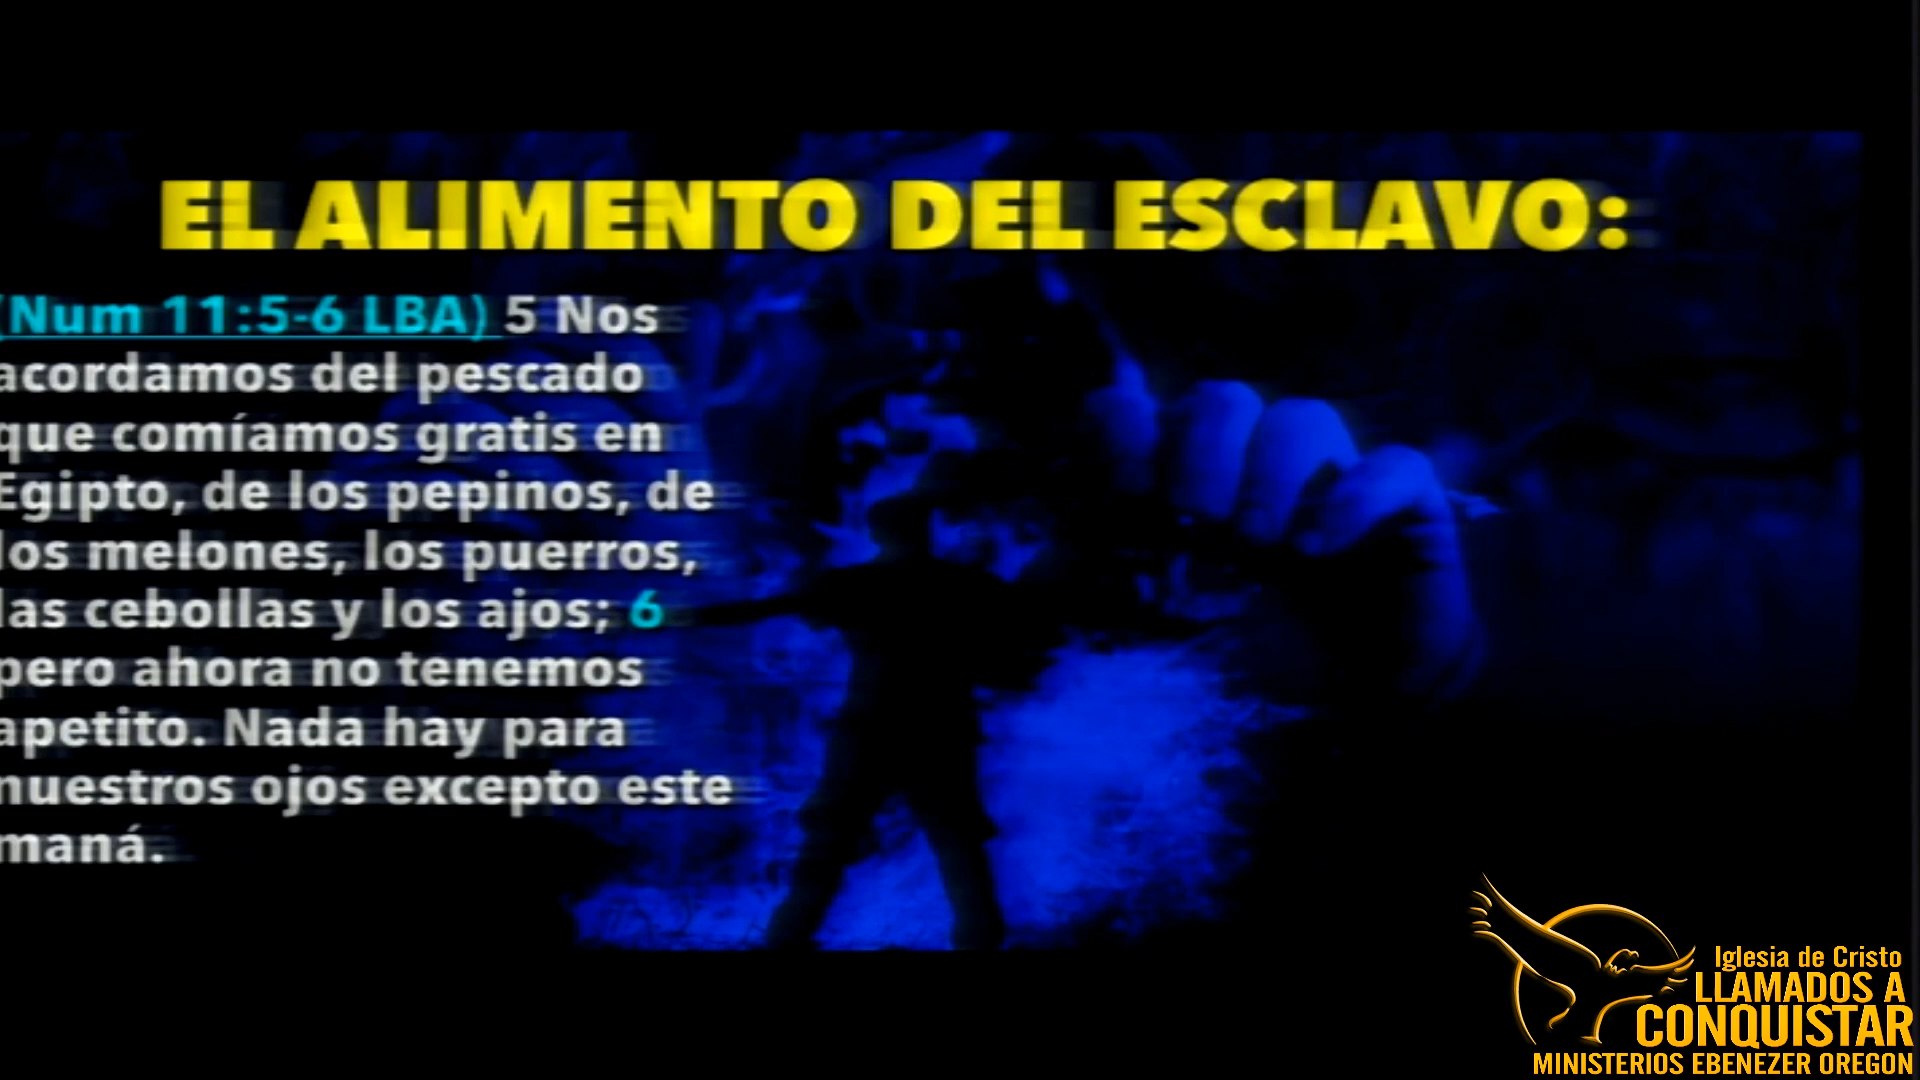 EL ALIMENTO DEL ESCLAVO:
(Num 11:5-6 LBA) 5 Nos
acordamos del pescado
que comíamos gratis en
Egipto, de los pepinos, de
los melones, los puerros,
las cebollas y los ajos; 6
pero ahora no tenemos
apetito. Nada hay para
nuestros ojos excepto este
maná.
Iglesia de Cristo
LLAMADOS A
CONQUISTAR
MINISTERIOS EBENEZER OREGON